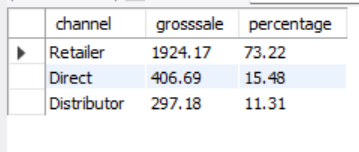 channel grosssale percentage
Retailer 1924.17 73.22
Direct 406.69 15.48
Distributor 297.18 11.31